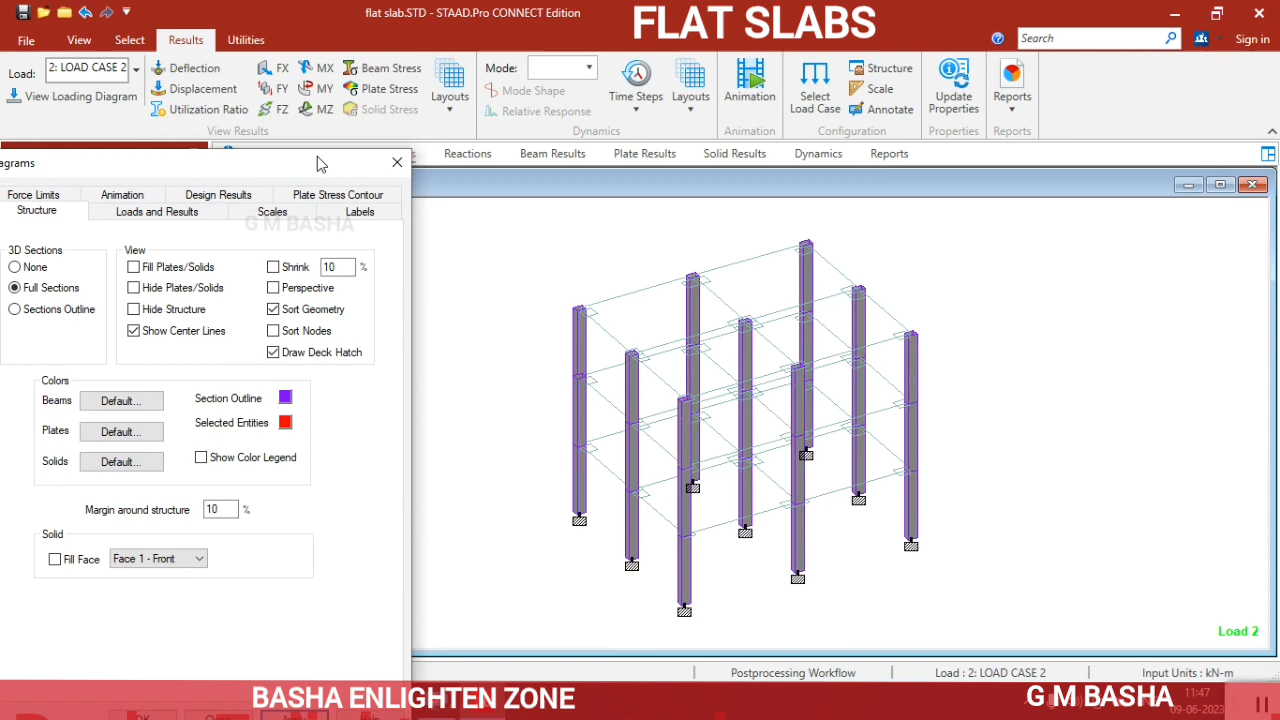 flat slab.STD - STAAD.Pro CONNECT Edition
FLAT SLABS
File View Select Results Utilities
Search
Sign in
Load: 2: LOAD CASE 2
View Loading Diagram
Deflection
Displacement
Utilization Ratio
FX MX
FY MY
FZ MZ
Beam Stress
Plate Stress
Solid Stress
Layouts
View Results
Mode:
Mode Shape
Relative Response
Time Steps
Layouts
Dynamics
Animation
Animation
Select Load Case
Structure
Scale
Annotate
Configuration
Update Properties
Properties
Reports
Reports
Reactions Beam Results Plate Results Solid Results Dynamics Reports
agrams
Force Limits Animation Design Results Plate Stress Contour
Structure Loads and Results Scales Labels
G M BASHA
3D Sections
None
Full Sections
Sections Outline
View
Fill Plates/Solids
Hide Plates/Solids
Hide Structure
Show Center Lines
Shrink 10 %
Perspective
Sort Geometry
Sort Nodes
Draw Deck Hatch
Colors
Beams Default...
Plates Default...
Solids Default...
Section Outline
Selected Entities
Show Color Legend
Margin around structure 10 %
Solid
Fill Face Face 1 - Front
Load 2
Postprocessing Workflow Load : 2: LOAD CASE 2 Input Units : kN-m
BASHA ENLIGHTEN ZONE
G M BASHA
11:47
09-06-2023